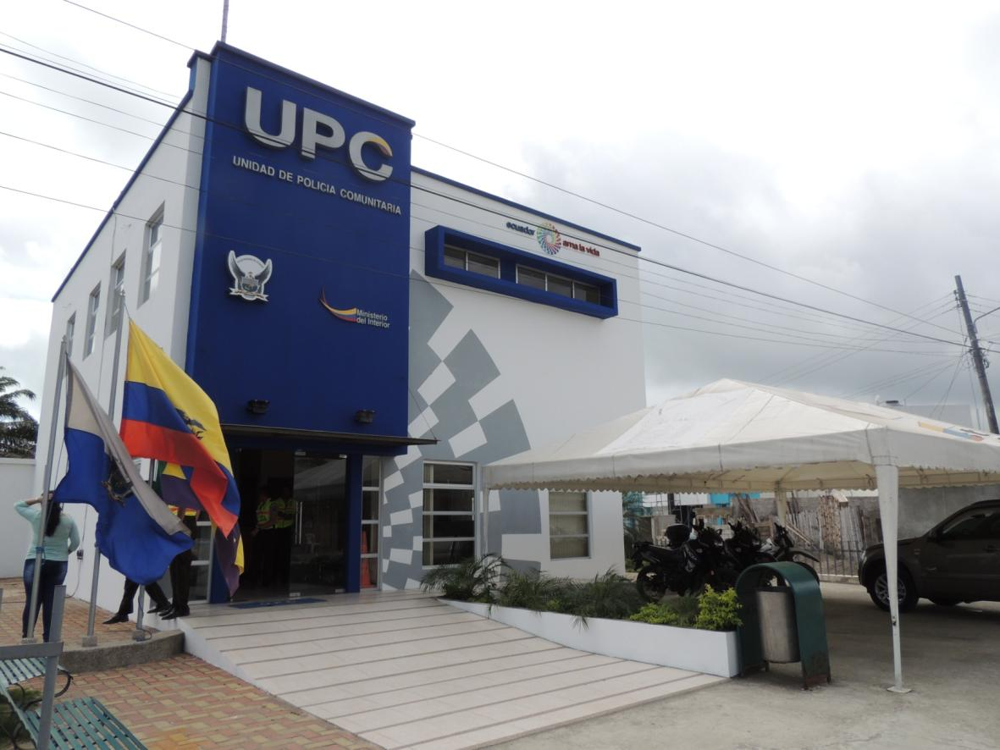 UPC
UNIDAD DE POLICIA COMUNITARIA
ecuador ama la vida
Ministerio
del Interior